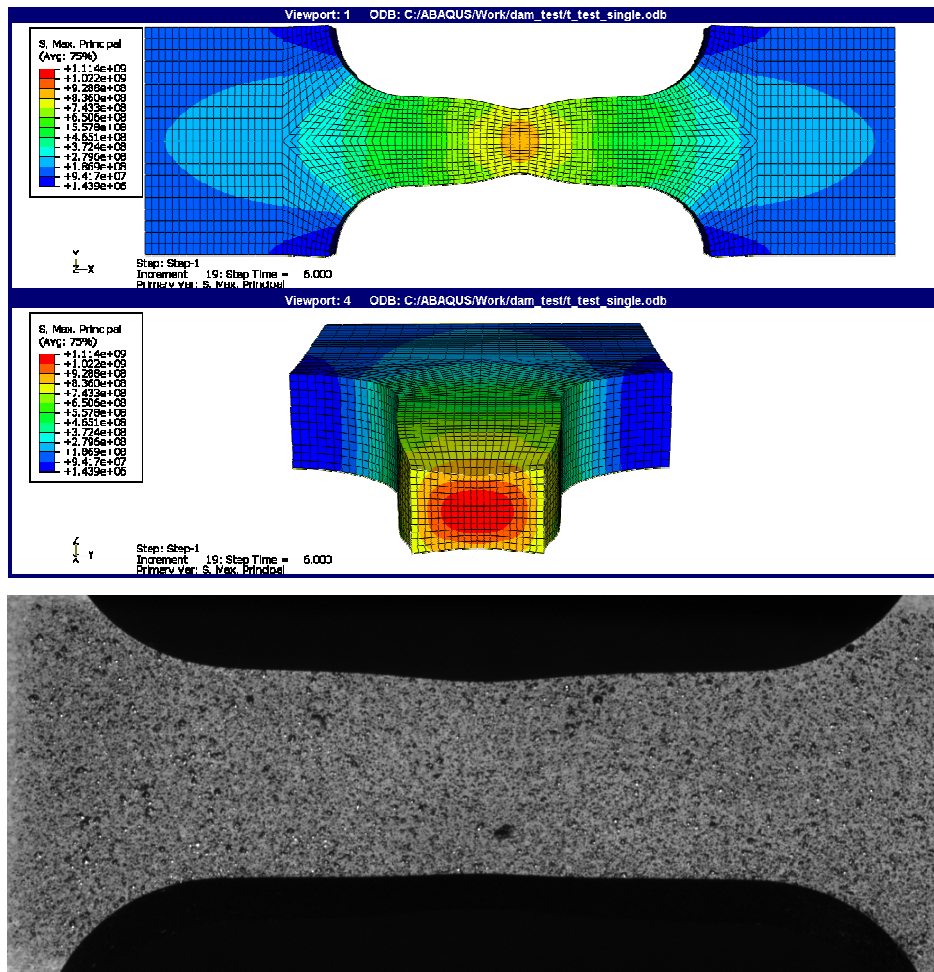 Viewport: 1 ODB: C:/ABAQUS/Work/dam_test/t_test_single.odb
S, Max. Principal
(Avg: 75%)
+1.114e+09
+1.022e+09
+9.288e+08
+8.360e+08
+7.433e+08
+6.506e+08
+5.578e+08
+4.651e+08
+3.724e+08
+2.796e+08
+1.869e+08
+9.417e+07
+1.439e+06
Y
Z X
Step: Step-1
Increment 19: Step Time = 6.000
Primary Var: S, Max. Principal
Viewport: 4 ODB: C:/ABAQUS/Work/dam_test/t_test_single.odb
S, Max. Principal
(Avg: 75%)
+1.114e+09
+1.022e+09
+9.288e+08
+8.360e+08
+7.433e+08
+6.506e+08
+5.578e+08
+4.651e+08
+3.724e+08
+2.796e+08
+1.869e+08
+9.417e+07
+1.439e+06
Z
X Y
Step: Step-1
Increment 19: Step Time = 6.000
Primary Var: S, Max. Principal